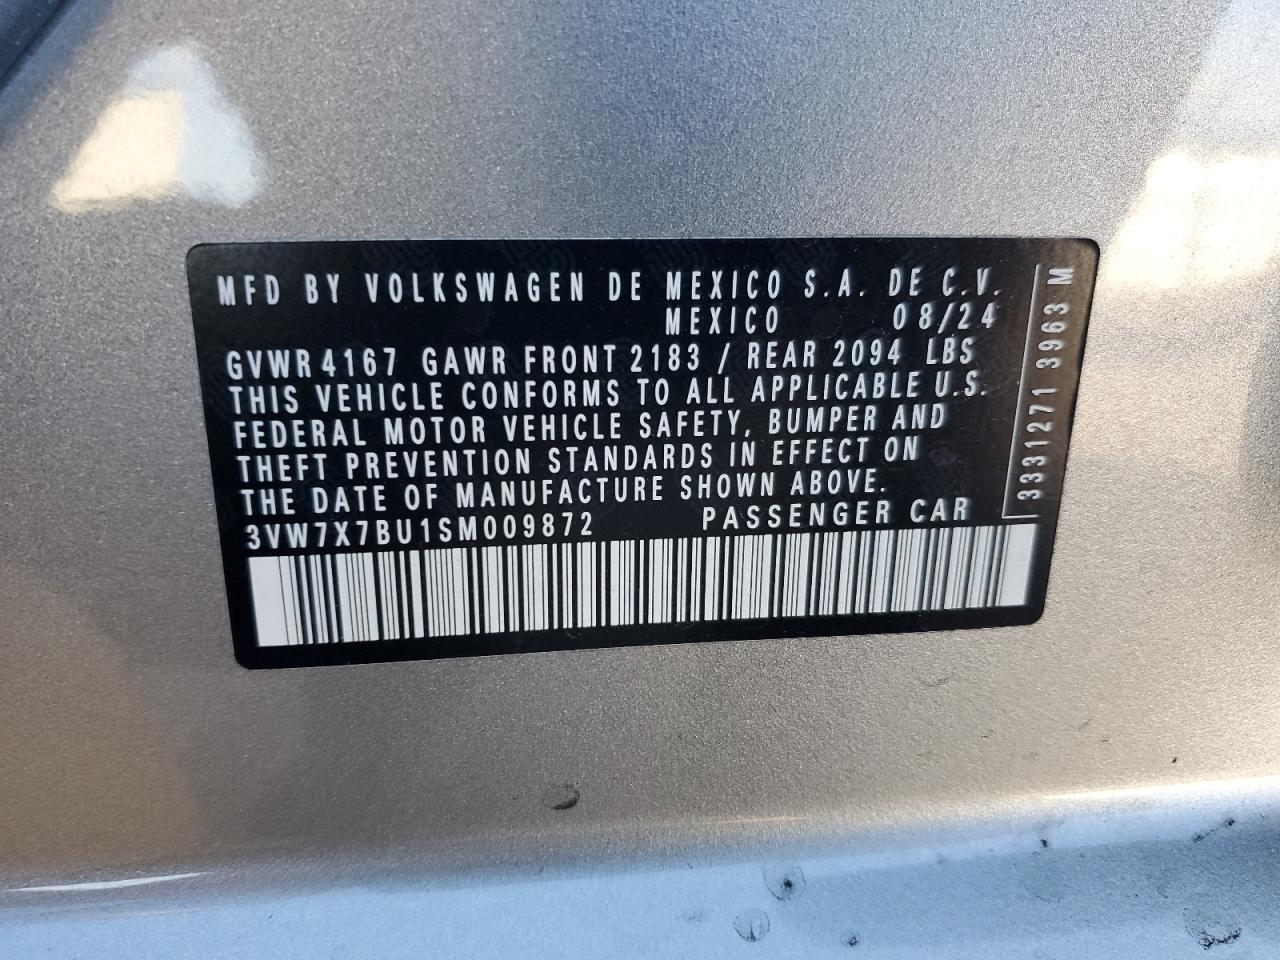 MFD BY VOLKSWAGEN DE MEXICO S.A. DE C.V.
MEXICO 08/24
GVWR 4167 GAWR FRONT 2183 / REAR 2094 LBS
THIS VEHICLE CONFORMS TO ALL APPLICABLE U.S.
FEDERAL MOTOR VEHICLE SAFETY, BUMPER AND
THEFT PREVENTION STANDARDS IN EFFECT ON
THE DATE OF MANUFACTURE SHOWN ABOVE.
3VW7X7BU1SM009872 PASSENGER CAR
3331271 3963 M